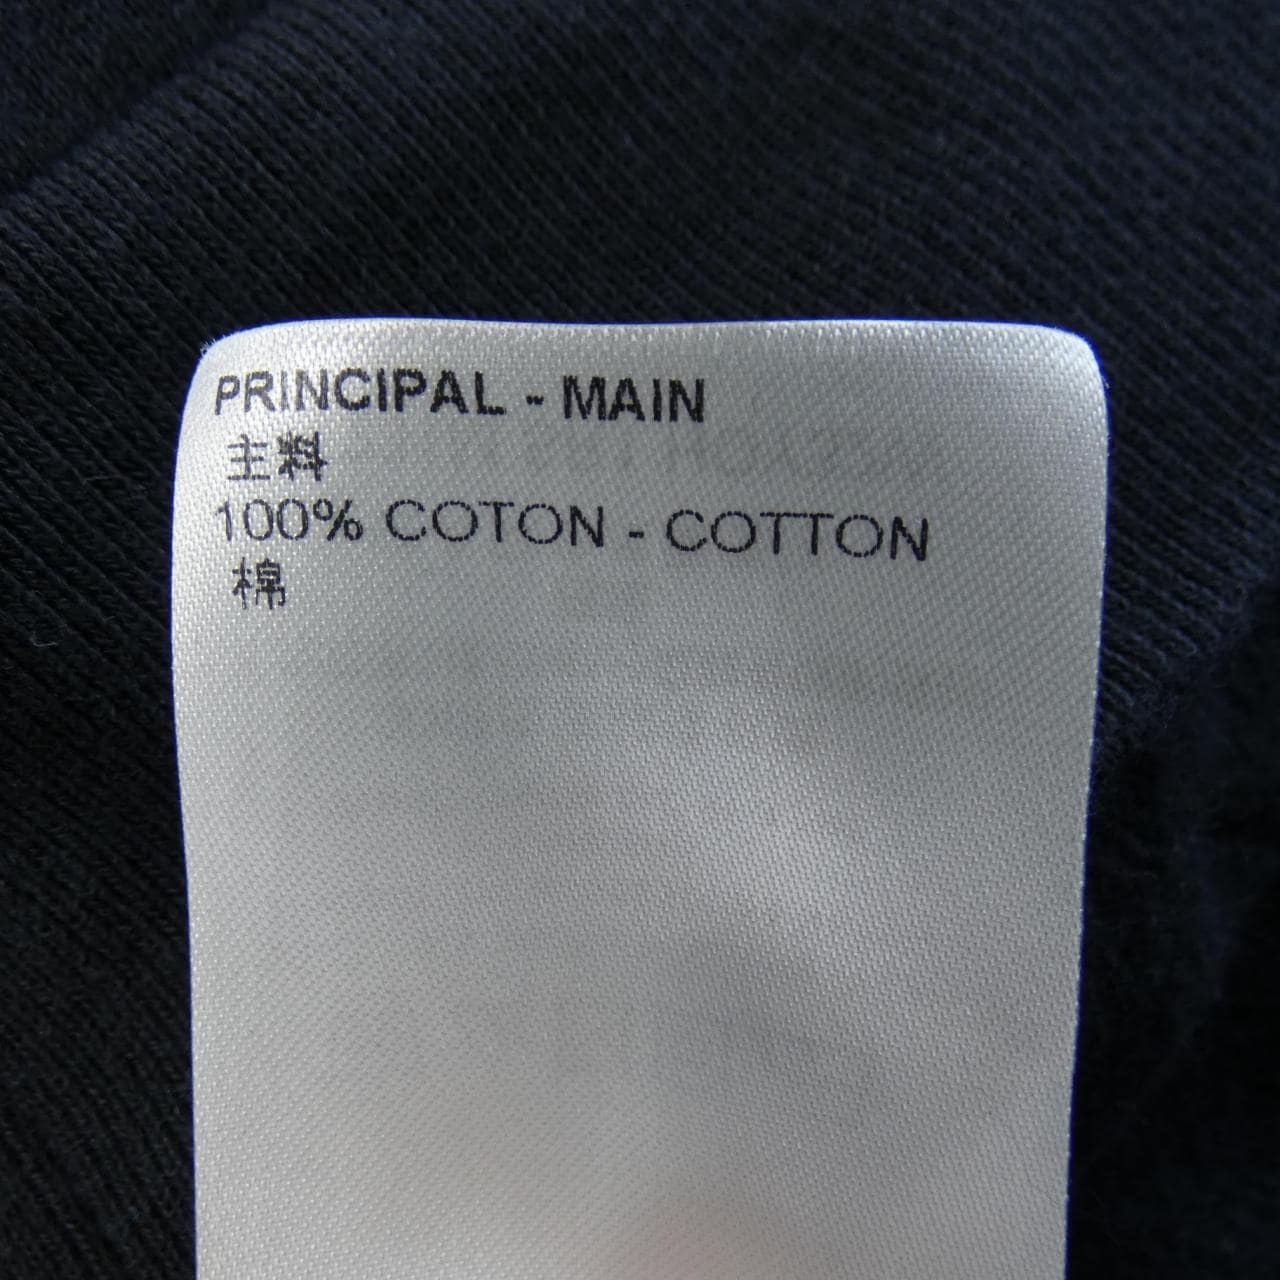 PRINCIPAL - MAIN
主料
100% COTON - COTTON
棉